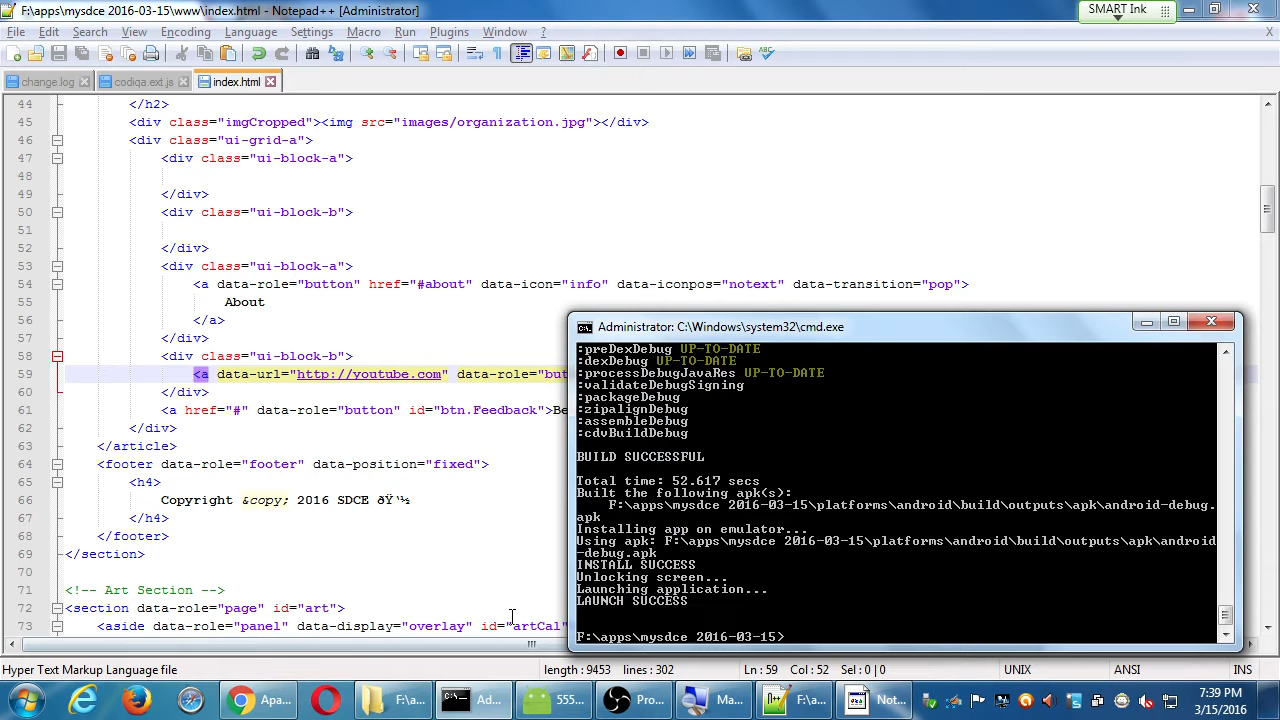 F:\apps\mysdce 2016-03-15\www\index.html - Notepad++ [Administrator]
SMART Ink
File Edit Search View Encoding Language Settings Macro Run Plugins Window ? X
change.log codiqa.ext.js index.html
44 </h2>
45 <div class="imgCropped"><img src="images/organization.jpg"></div>
46 <div class="ui-grid-a">
47 <div class="ui-block-a">
48
49 </div>
50 <div class="ui-block-b">
51
52 </div>
53 <div class="ui-block-a">
54 <a data-role="button" href="#about" data-icon="info" data-iconpos="notext" data-transition="pop">
55 About
56 </a>
57 </div>
58 <div class="ui-block-b">
59 <a data-url="http://youtube.com" data-role="but
60 </div>
61 <a href="#" data-role="button" id="btn.Feedback">Be
62 </div>
63 </article>
64 <footer data-role="footer" data-position="fixed">
65 <h4>
66 Copyright &copy; 2016 SDCE ðŸ'½
67 </h4>
68 </footer>
69 </section>
70
71 <!-- Art Section -->
72 <section data-role="page" id="art">
73 <aside data-role="panel" data-display="overlay" id="artCal"
Administrator: C:\Windows\system32\cmd.exe
:preDexDebug UP-TO-DATE
:dexDebug UP-TO-DATE
:processDebugJavaRes UP-TO-DATE
:validateDebugSigning
:packageDebug
:zipalignDebug
:assembleDebug
:cdvBuildDebug
BUILD SUCCESSFUL
Total time: 52.617 secs
Built the following apk(s):
F:\apps\mysdce 2016-03-15\platforms\android\build\outputs\apk\android-debug.
apk
Installing app on emulator...
Using apk: F:\apps\mysdce 2016-03-15\platforms\android\build\outputs\apk\android
-debug.apk
INSTALL SUCCESS
Unlocking screen...
Launching application...
LAUNCH SUCCESS
F:\apps\mysdce 2016-03-15>
Hyper Text Markup Language file length : 9453 lines : 302 Ln : 59 Col : 52 Sel : 0 | 0 UNIX ANSI INS
Apa... F:\a... Ad... 555... Pro... Ma... F:\a... Not...
7:39 PM
3/15/2016